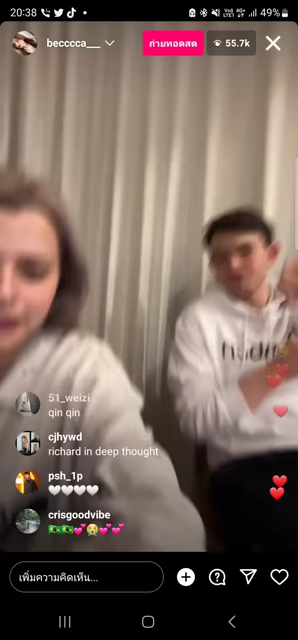 20:38
49%
becccca___
ถ่ายทอดสด
55.7k
51_weizi
qin qin
cjhywd
richard in deep thought
psh_1p
crisgoodvibe
เพิ่มความคิดเห็น...